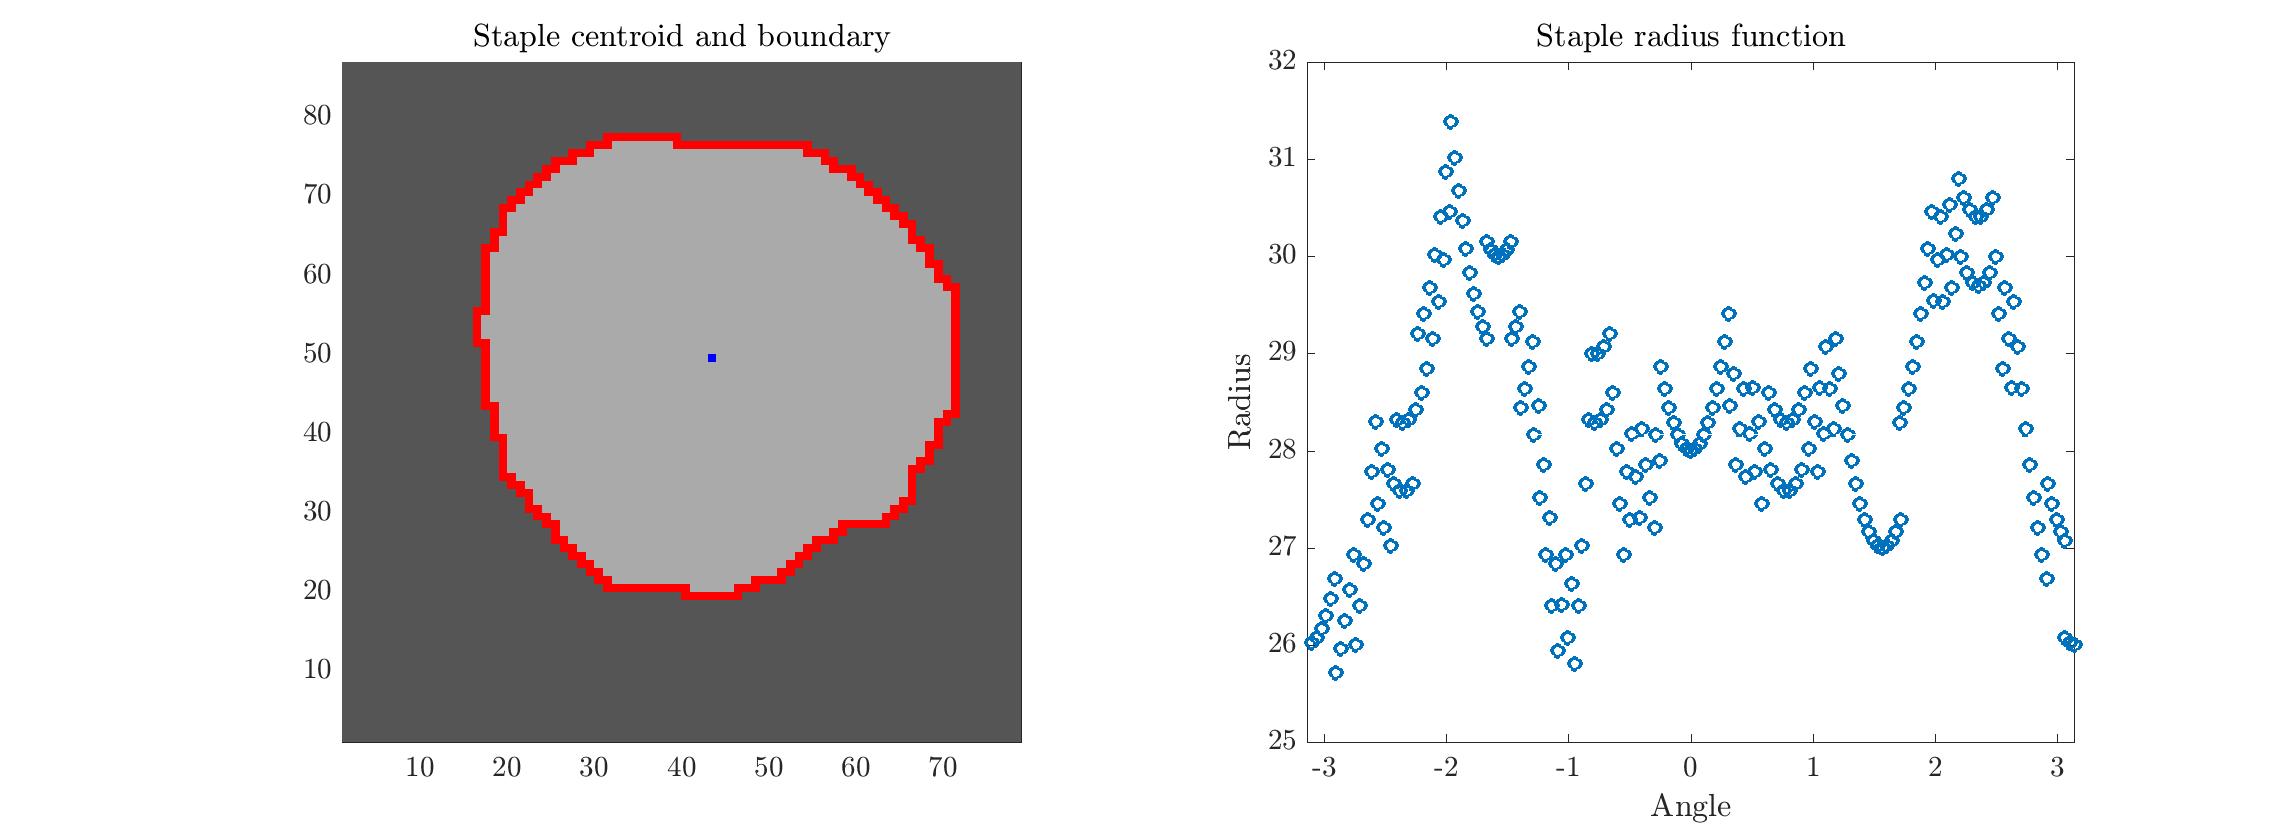 Staple centroid and boundary
80
70
60
50
40
30
20
10
10 20 30 40 50 60 70
Staple radius function
32
31
30
29
28
27
26
25
Radius
-3 -2 -1 0 1 2 3
Angle